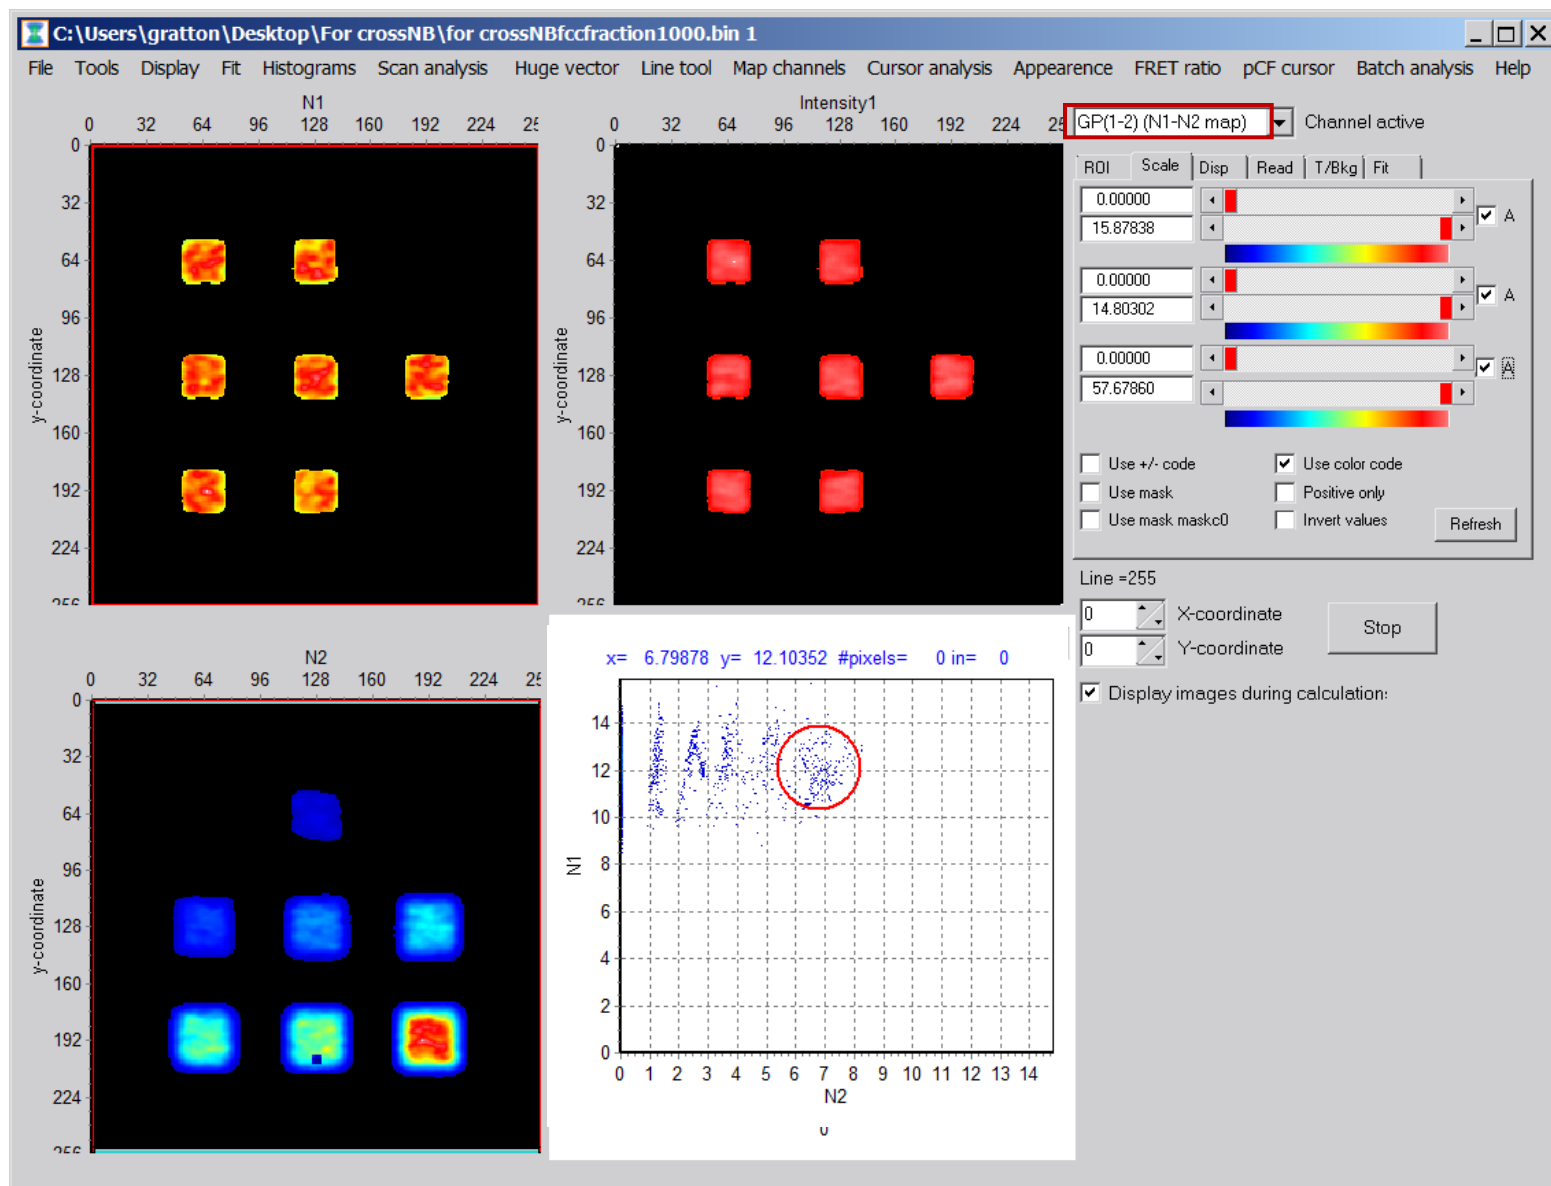 C:\Users\gratton\Desktop\For crossNB\for crossNBfccfraction1000.bin 1
File Tools Display Fit Histograms Scan analysis Huge vector Line tool Map channels Cursor analysis Appearence FRET ratio pCF cursor Batch analysis Help
N1
0 32 64 96 128 160 192 224 25
0
32
64
96
128
160
192
224
256
y-coordinate
Intensity1
0 32 64 96 128 160 192 224 25
0
32
64
96
128
160
192
224
256
y-coordinate
GP(1-2) (N1-N2 map) Channel active
ROI Scale Disp Read T/Bkg Fit
0.00000
15.87838
A
0.00000
14.80302
A
0.00000
57.67860
A
Use +/- code Use color code
Use mask Positive only
Use mask maskc0 Invert values Refresh
Line =255
0 X-coordinate
0 Y-coordinate
Stop
Display images during calculation:
N2
0 32 64 96 128 160 192 224 25
0
32
64
96
128
160
192
224
256
y-coordinate
x= 6.79878 y= 12.10352 #pixels= 0 in= 0
14
12
10
8
6
4
2
0
N1
0 1 2 3 4 5 6 7 8 9 10 11 12 13 14
N2